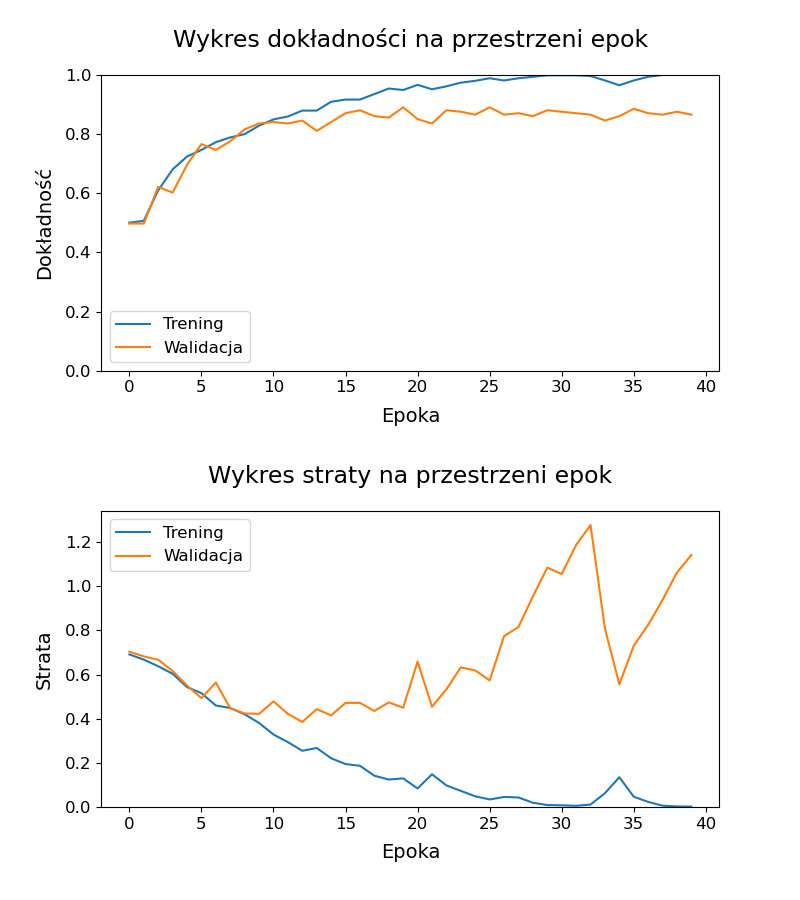 Wykres dokładności na przestrzeni epok
1.0
0.8
0.6
0.4
0.2
0.0
Dokładność
Trening
Walidacja
0 5 10 15 20 25 30 35 40
Epoka
Wykres straty na przestrzeni epok
1.2
1.0
0.8
0.6
0.4
0.2
0.0
Strata
Trening
Walidacja
0 5 10 15 20 25 30 35 40
Epoka